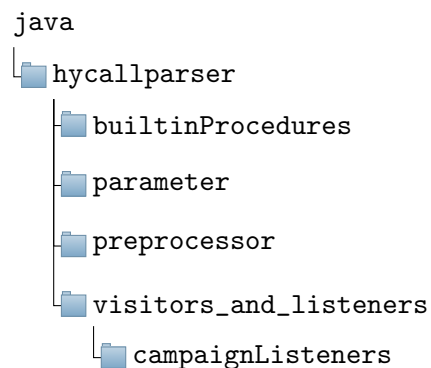 java
hycallparser
builtinProcedures
parameter
preprocessor
visitors_and_listeners
campaignListeners